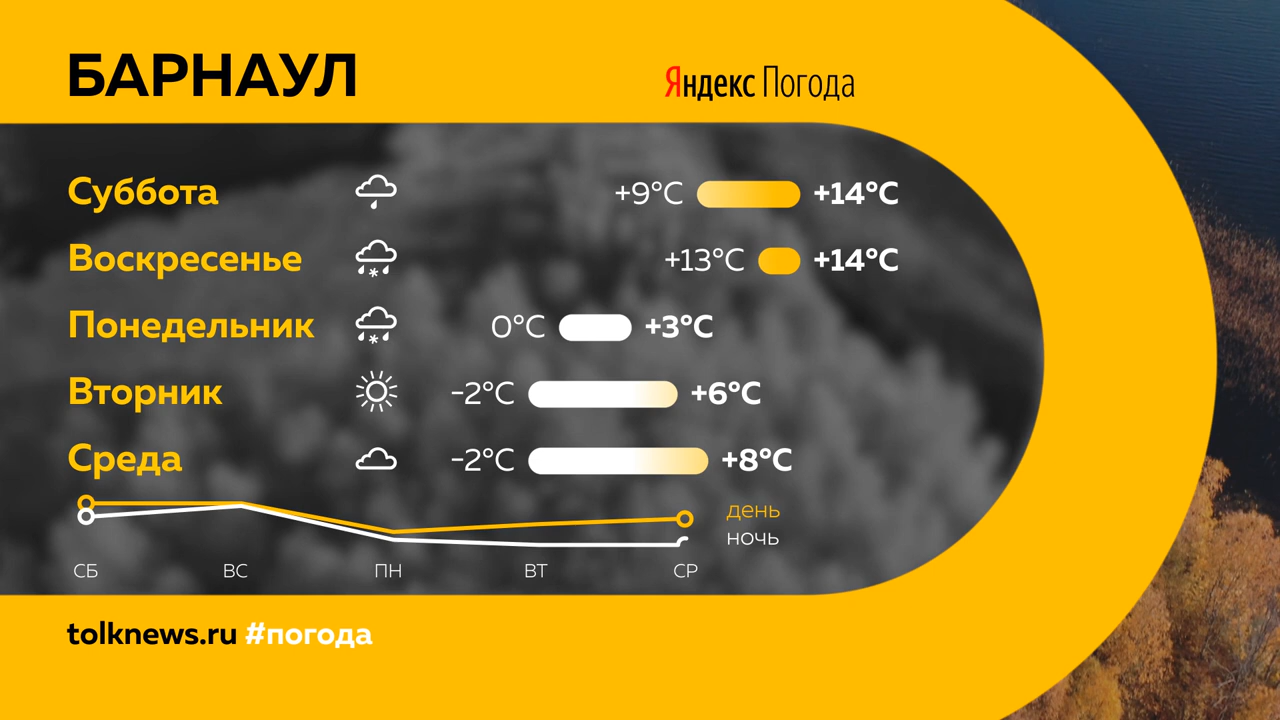 БАРНАУЛ
Яндекс Погода
Суббота +9°C +14°C
Воскресенье +13°C +14°C
Понедельник 0°C +3°C
Вторник -2°C +6°C
Среда -2°C +8°C
день
ночь
СБ ВС ПН ВТ СР
tolknews.ru #погода